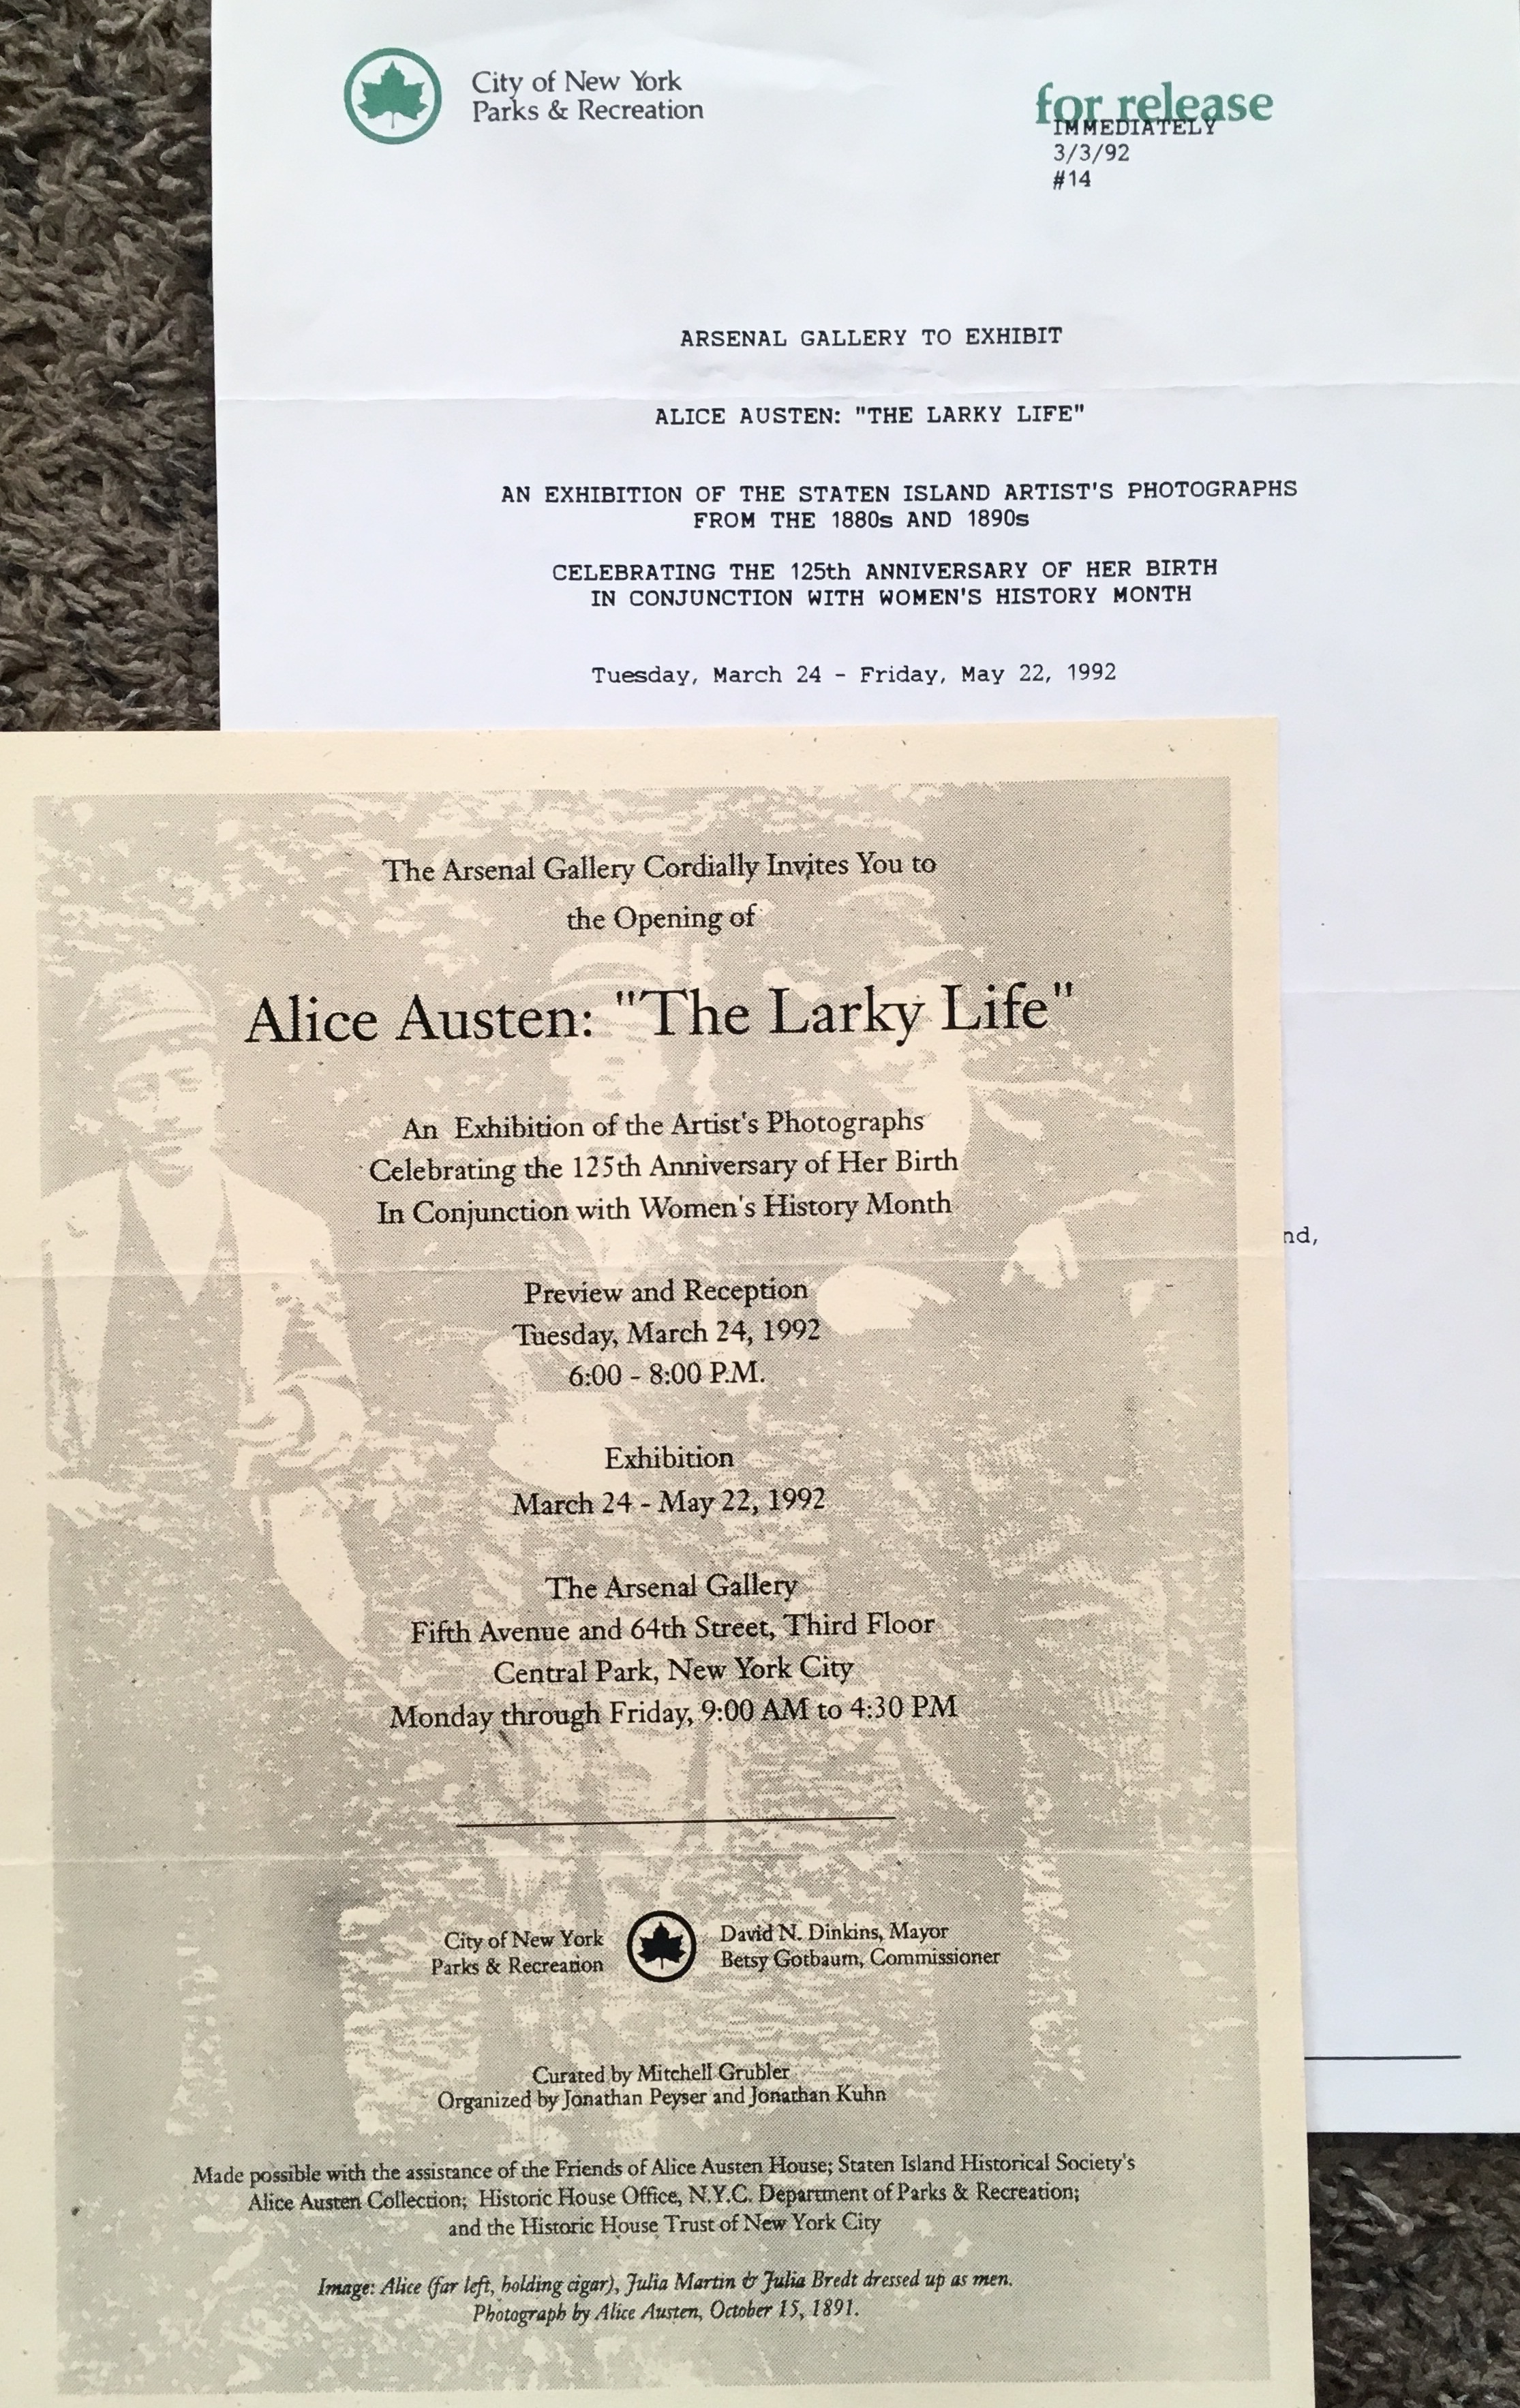 City of New York
Parks & Recreation
for release
IMMEDIATELY
3/3/92
#14
ARSENAL GALLERY TO EXHIBIT
ALICE AUSTEN: "THE LARKY LIFE"
AN EXHIBITION OF THE STATEN ISLAND ARTIST'S PHOTOGRAPHS
FROM THE 1880s AND 1890s
CELEBRATING THE 125th ANNIVERSARY OF HER BIRTH
IN CONJUNCTION WITH WOMEN'S HISTORY MONTH
Tuesday, March 24 - Friday, May 22, 1992
nd,
The Arsenal Gallery Cordially Invites You to
the Opening of
Alice Austen: "The Larky Life"
An Exhibition of the Artist's Photographs
Celebrating the 125th Anniversary of Her Birth
In Conjunction with Women's History Month
Preview and Reception
Tuesday, March 24, 1992
6:00 - 8:00 P.M.
Exhibition
March 24 - May 22, 1992
The Arsenal Gallery
Fifth Avenue and 64th Street, Third Floor
Central Park, New York City
Monday through Friday, 9:00 AM to 4:30 PM
City of New York
Parks & Recreation
David N. Dinkins, Mayor
Betsy Gotbaum, Commissioner
Curated by Mitchell Grubler
Organized by Jonathan Peyser and Jonathan Kuhn
Made possible with the assistance of the Friends of Alice Austen House; Staten Island Historical Society's
Alice Austen Collection; Historic House Office, N.Y.C. Department of Parks & Recreation;
and the Historic House Trust of New York City
Image: Alice (far left, holding cigar), Julia Martin & Julia Bredt dressed up as men.
Photograph by Alice Austen, October 15, 1891.